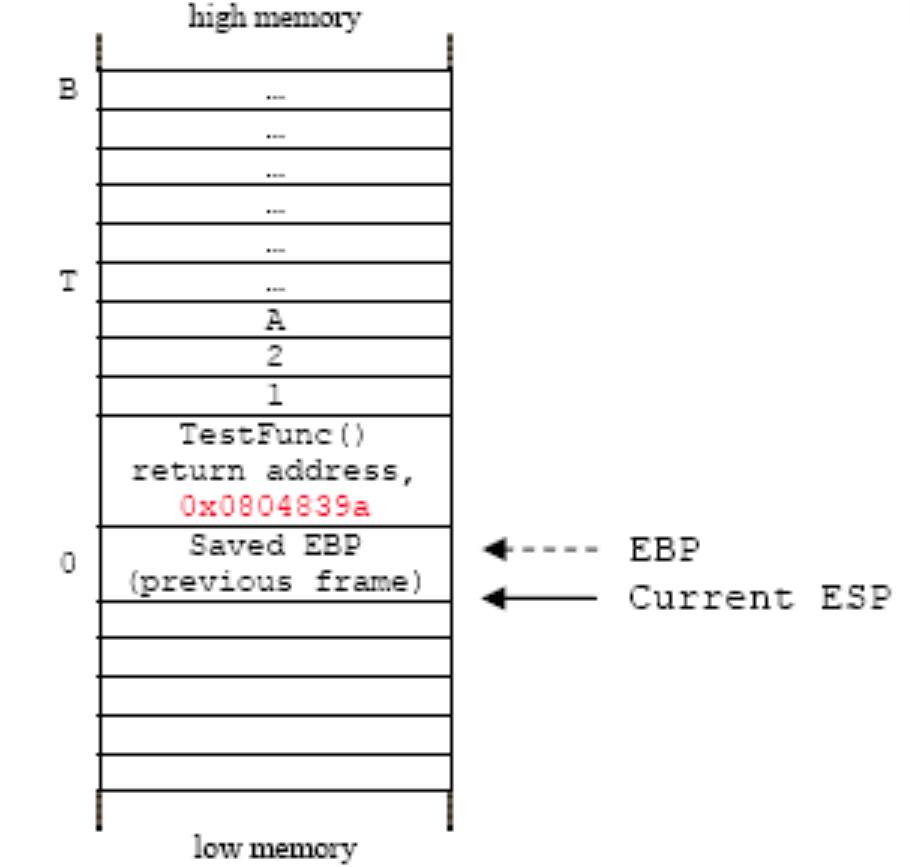 high memory
B
…
…
…
…
…
T
…
A
2
1
TestFunc()
return address,
0x0804839a
Saved EBP
EBP
0
(previous frame)
Current ESP
low memory